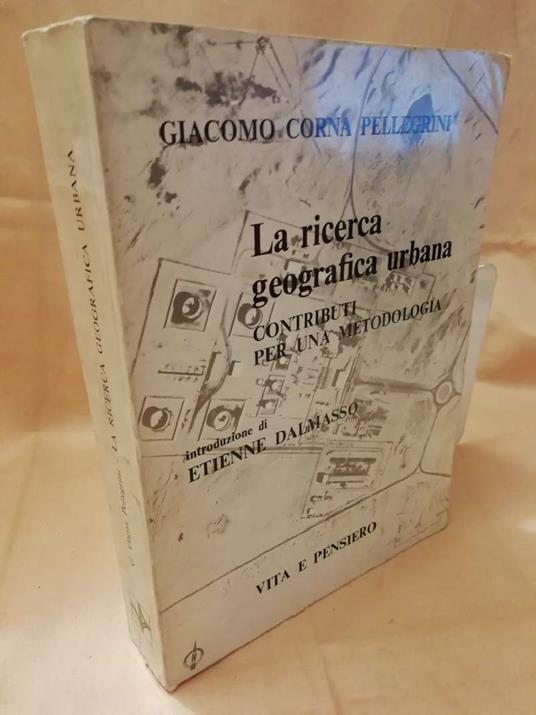 GIACOMO CORNA PELLEGRINI
La ricerca
geografica urbana
CONTRIBUTI
PER UNA METODOLOGIA
introduzione di
ETIENNE DALMASSO
VITA E PENSIERO
G. Corna Pellegrini LA RICERCA GEOGRAFICA URBANA